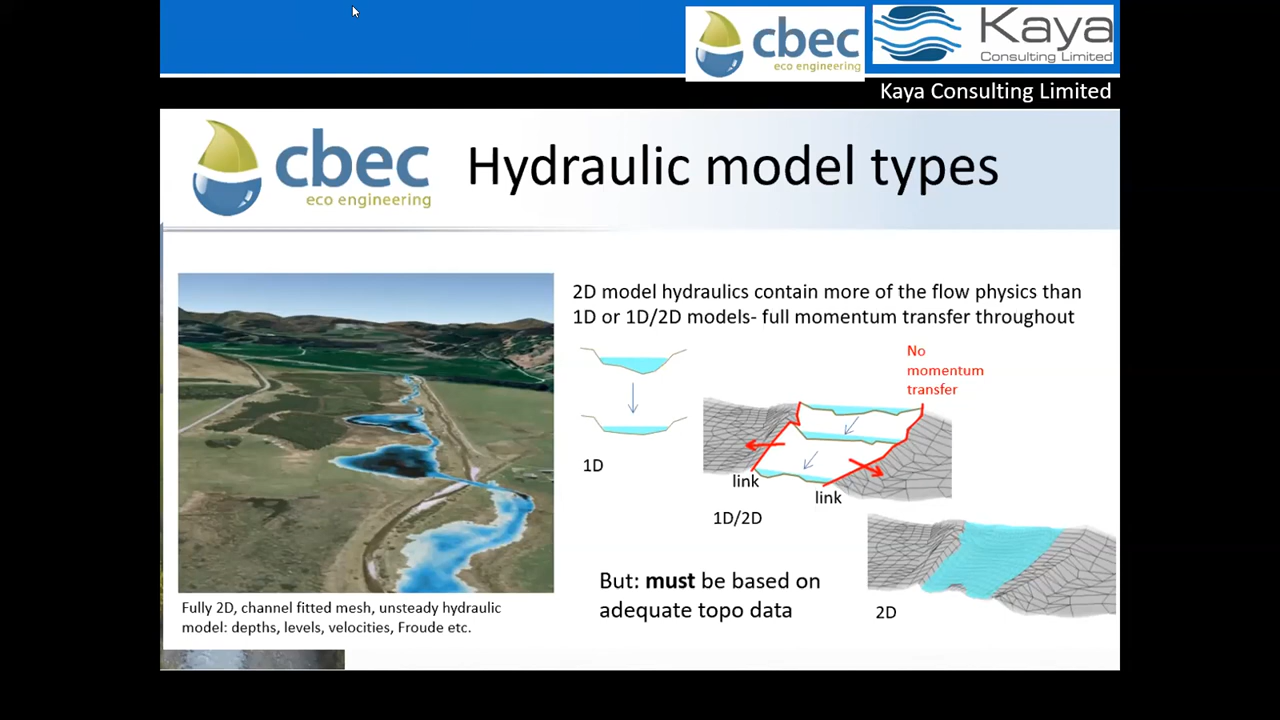 cbec
eco engineering
Kaya
Consulting Limited
Kaya Consulting Limited
cbec
eco engineering
Hydraulic model types
2D model hydraulics contain more of the flow physics than
1D or 1D/2D models- full momentum transfer throughout
No
momentum
transfer
1D
link
link
1D/2D
But: must be based on
adequate topo data
2D
Fully 2D, channel fitted mesh, unsteady hydraulic
model: depths, levels, velocities, Froude etc.